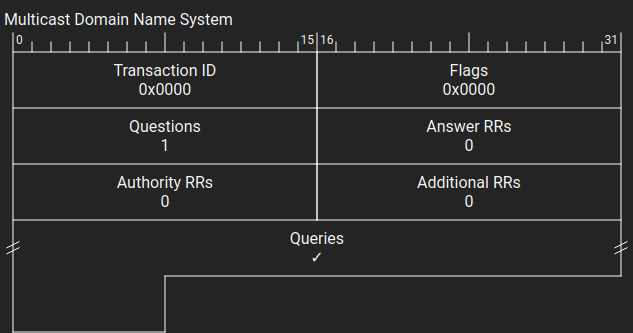 Multicast Domain Name System
0 15 16 31
Transaction ID Flags
0x0000 0x0000
Questions Answer RRs
1 0
Authority RRs Additional RRs
0 0
Queries
✓